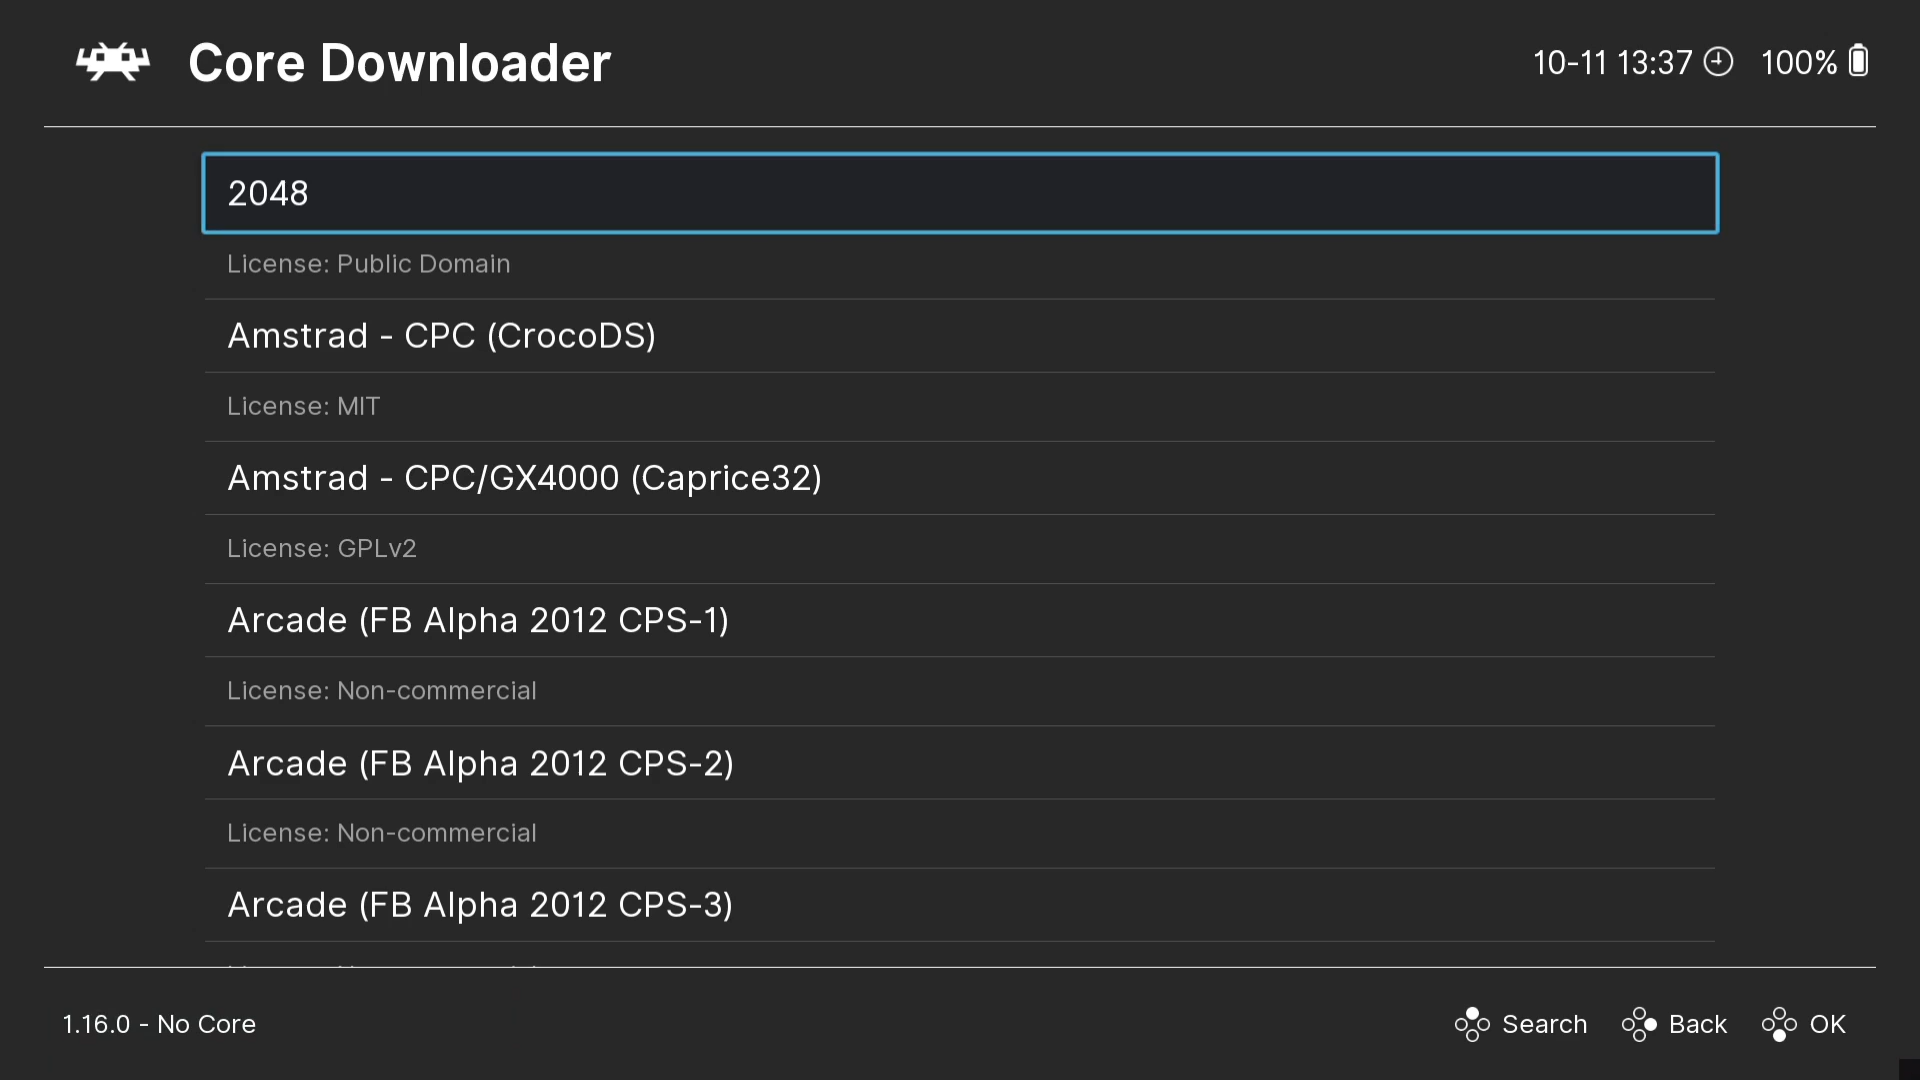 Core Downloader
10-11 13:37 100%
2048
License: Public Domain
Amstrad - CPC (CrocoDS)
License: MIT
Amstrad - CPC/GX4000 (Caprice32)
License: GPLv2
Arcade (FB Alpha 2012 CPS-1)
License: Non-commercial
Arcade (FB Alpha 2012 CPS-2)
License: Non-commercial
Arcade (FB Alpha 2012 CPS-3)
1.16.0 - No Core
Search Back OK